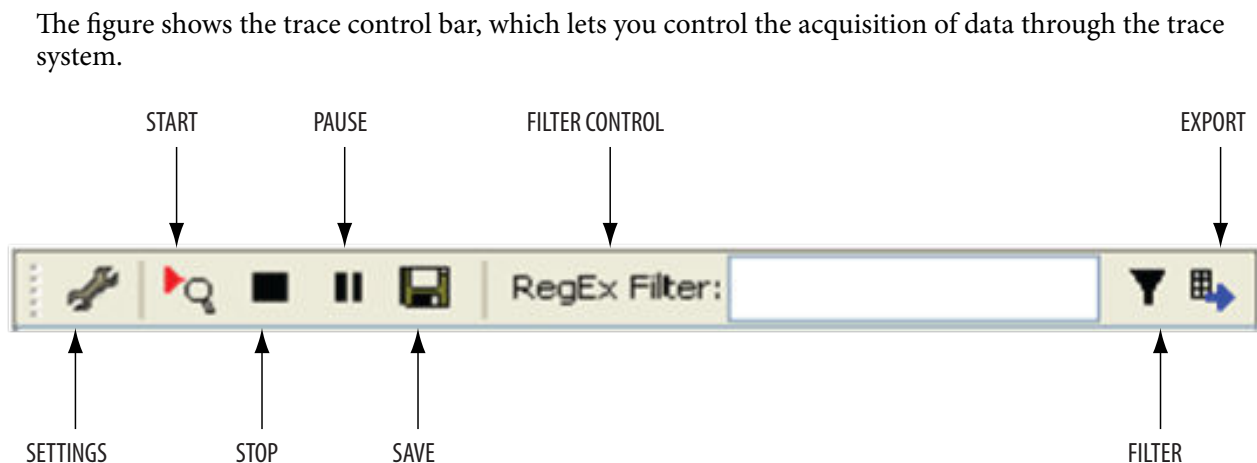 The figure shows the trace control bar, which lets you control the acquisition of data through the trace
system.
START
PAUSE
FILTER CONTROL
EXPORT
RegEx Filter:
SETTINGS
STOP
SAVE
FILTER